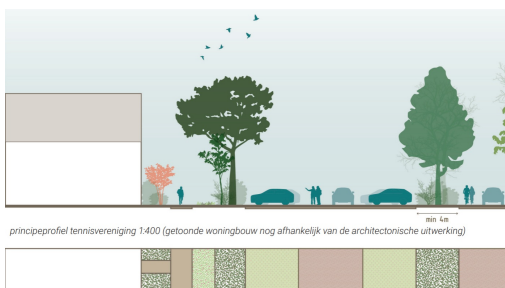 min 4m
principeprofiel tennisvereniging 1:400 (getoonde woningbouw nog afhankelijk van de architectonische uitwerking)